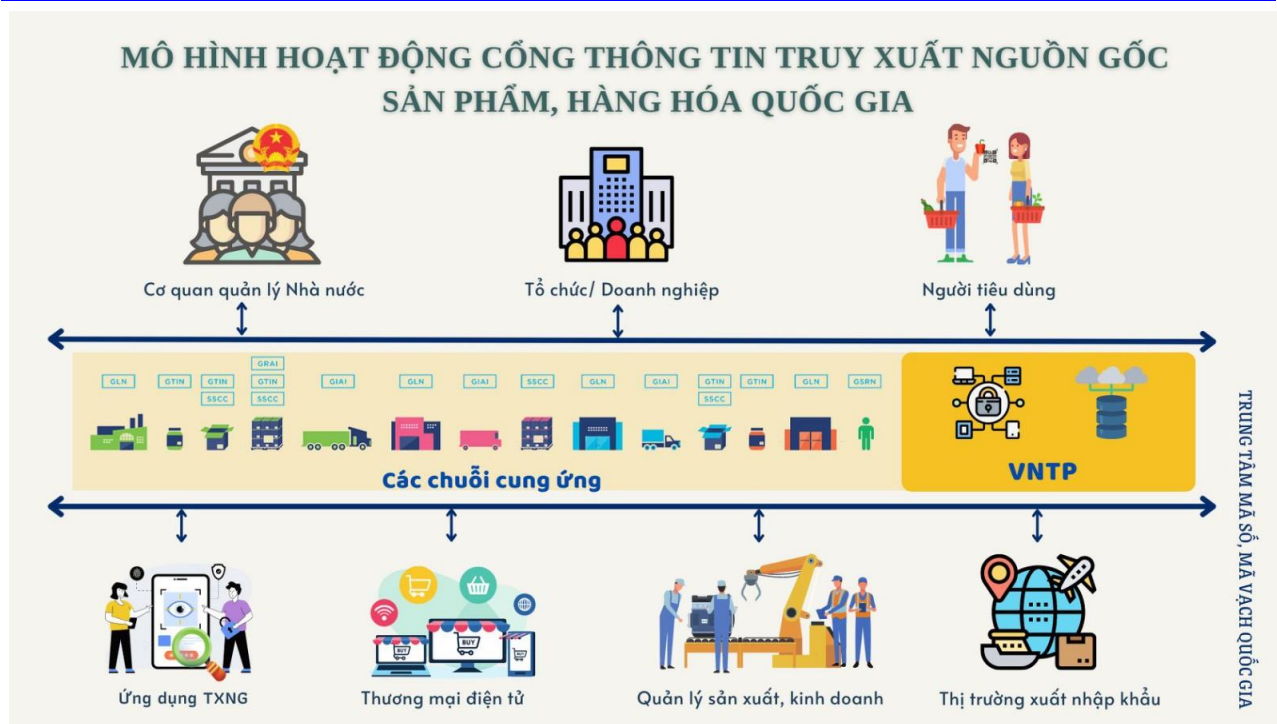 MÔ HÌNH HOẠT ĐỘNG CỔNG THÔNG TIN TRUY XUẤT NGUỒN GỐC
SẢN PHẨM, HÀNG HÓA QUỐC GIA
Cơ quan quản lý Nhà nước
Tổ chức/ Doanh nghiệp
Người tiêu dùng
GLN
GTIN
GTIN
SSCC
GRAI
GTIN
SSCC
GIAI
GLN
GIAI
SSCC
GLN
GIAI
GTIN
SSCC
GTIN
GLN
GSRN
Các chuỗi cung ứng
VNTP
TRUNG TÂM MÃ SỐ, MÃ VẠCH QUỐC GIA
BUY
BUY
BUY
Ứng dụng TXNG
Thương mại điện tử
Quản lý sản xuất, kinh doanh
Thị trường xuất nhập khẩu